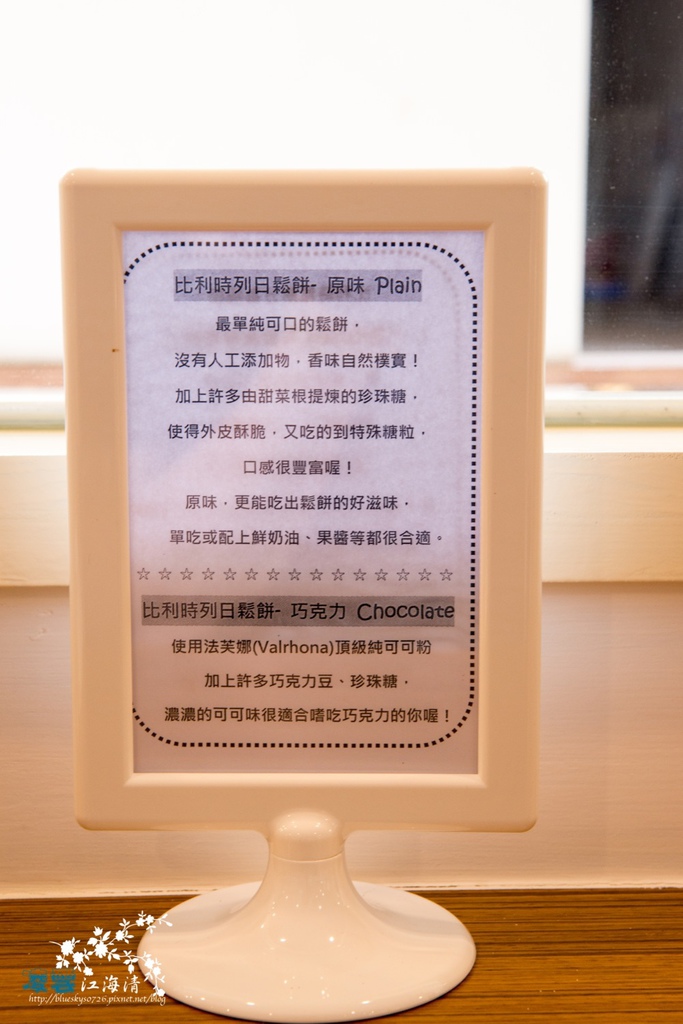 比利時列日鬆餅- 原味 Plain
最單純可口的鬆餅，
沒有人工添加物，香味自然樸實！
加上許多由甜菜根提煉的珍珠糖，
使得外皮酥脆，又吃的到特殊糖粒，
口感很豐富喔！
原味，更能吃出鬆餅的好滋味，
單吃或配上鮮奶油、果醬等都很合適。
☆☆☆☆☆☆☆☆☆☆☆☆☆☆☆
比利時列日鬆餅- 巧克力 Chocolate
使用法芙娜(Valrhona)頂級純可可粉
加上許多巧克力豆、珍珠糖，
濃濃的可可味很適合嗜吃巧克力的你喔！
江海清
http://bluesky0726.pixnet.net/blog